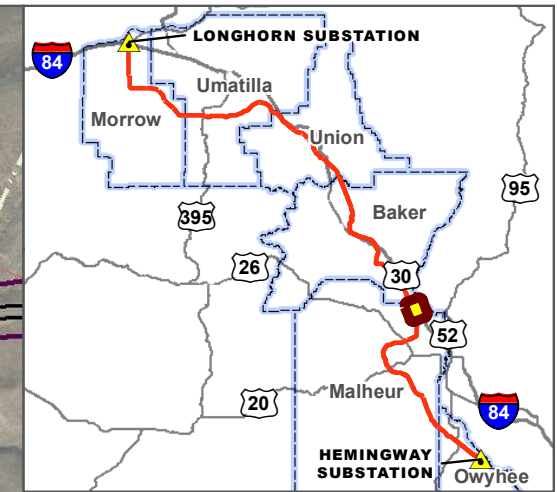 LONGHORN SUBSTATION
84
Umatilla
Morrow
Union
95
Baker
395
26
30
52
Malheur
20
84
HEMINGWAY
SUBSTATION
Owyhee